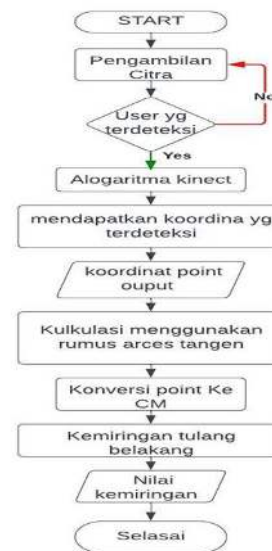 START
Pengambilan
Citra
No
User yg
terdeteksi
Yes
Alogaritma kinect
mendapatkan koordina yg
terdeteksi
koordinat point
ouput
Kulkulasi menggunakan
rumus arces tangen
Konversi point Ke
CM
Kemiringan tulang
belakang
Nilai
kemiringan
Selasai